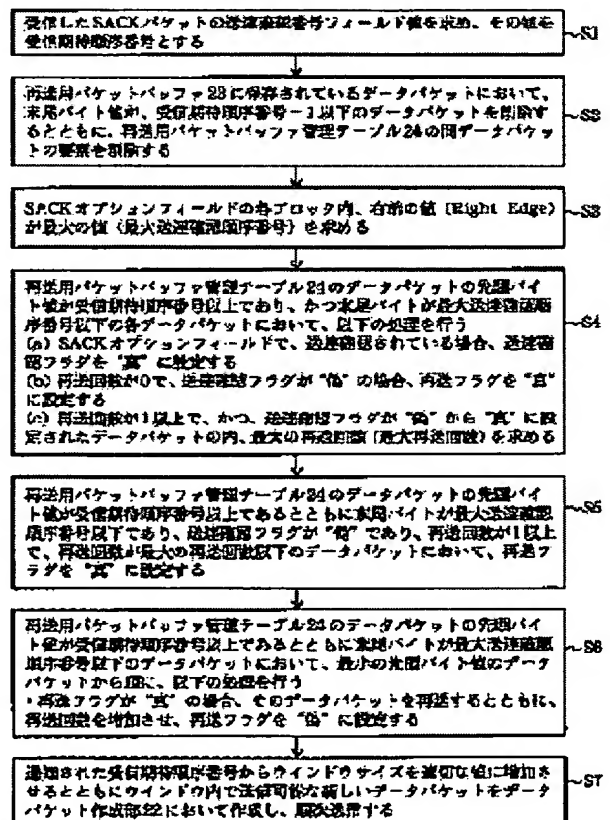 受信したSACKパケットの送達確認番号フィールド値を求め、その値を
受信期待順序番号とする
S1
再送用パケットバッファ23に保存されているデータパケットにおいて、
末尾バイト値が、受信期待順序番号－1以下のデータパケットを削除す
るとともに、再送用パケットバッファ管理テーブル24の同データパケッ
トの要素を削除する
S2
SACKオプションフィールドの各ブロック内、右端の値（Right Edge）
が最大の値（最大送達確認順序番号）を求める
S3
再送用パケットバッファ管理テーブル24のデータパケットの先頭バイ
ト値が受信期待順序番号以上であり、かつ末尾バイトが最大送達確認順
序番号以下の各データパケットにおいて、以下の処理を行う
(a) SACKオプションフィールドで、送達確認されている場合、送達確
認フラグを“真”に設定する
(b) 再送回数が0で、送達確認フラグが“偽”の場合、再送フラグを“真”
に設定する
(c) 再送回数が1以上で、かつ、送達確認フラグが“偽”から“真”に設
定されたデータパケットの内、最大の再送回数（最大再送回数）を求める
S4
再送用パケットバッファ管理テーブル24のデータパケットの先頭バイ
ト値が受信期待順序番号以上であるとともに末尾バイトが最大送達確認
順序番号以下であり、送達確認フラグが“偽”であり、再送回数が1以上
で、再送回数が最大の再送回数以下のデータパケットにおいて、再送フ
ラグを“真”に設定する
S5
再送用パケットバッファ管理テーブル24のデータパケットの先頭バイ
ト値が受信期待順序番号以上であるとともに末尾バイトが最大送達確認
順序番号以下のデータパケットにおいて、最小の先頭バイト値のデータ
パケットから順に、以下の処理を行う
・再送フラグが“真”の場合、そのデータパケットを再送するとともに、
再送回数を増加させ、再送フラグを“偽”に設定する
S6
通知された受信期待順序番号からウインドウサイズを適切な値に増加さ
せるとともにウインドウ内で送信可能な新しいデータパケットをデータ
パケット作成部22において作成し、順次送信する
S7